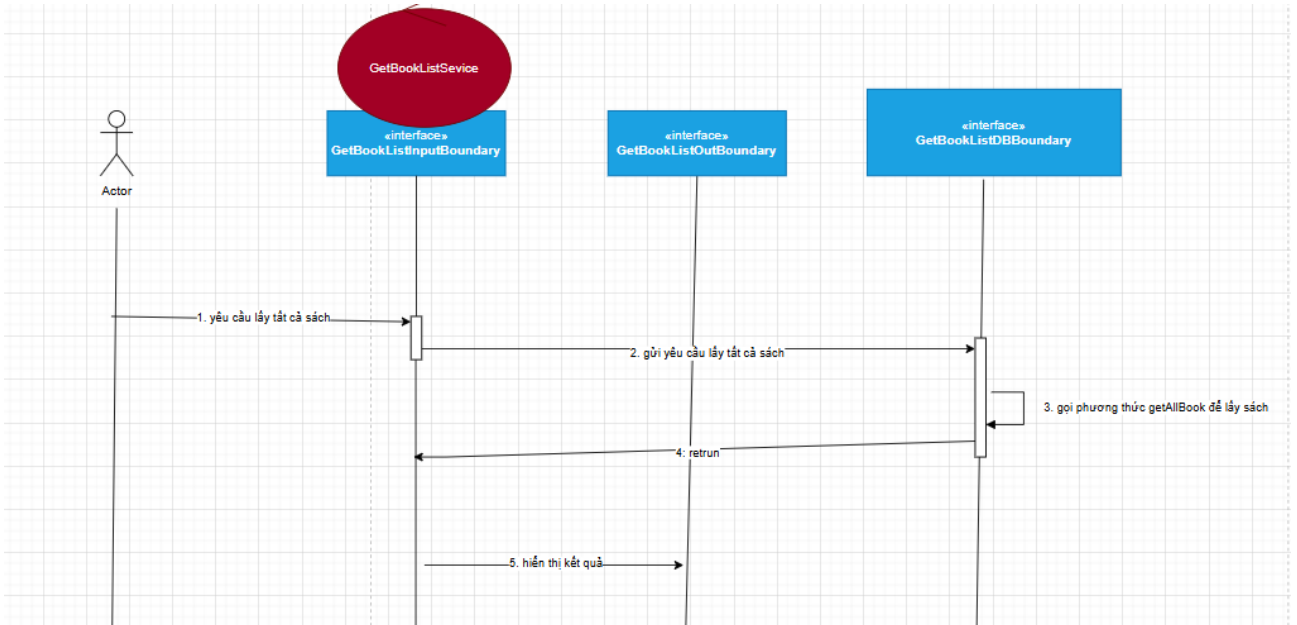 GetBookListSevice
«interface»
GetBookListInputBoundary
«interface»
GetBookListOutBoundary
«interface»
GetBookListDBBoundary
Actor
1. yêu cầu lấy tất cả sách
2. gửi yêu cầu lấy tất cả sách
3. gọi phương thức getAllBook để lấy sách
4: retrun
5. hiển thị kết quả